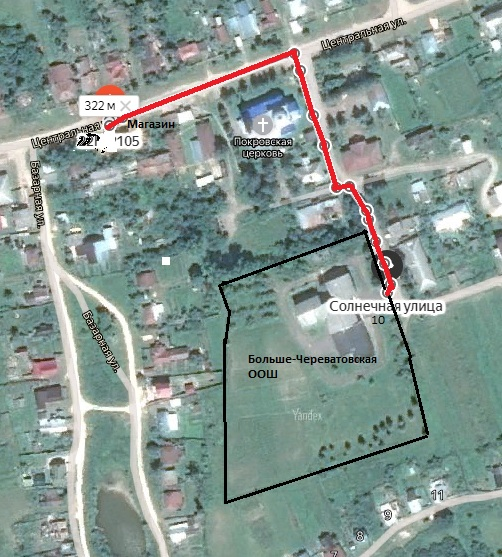 Центральная ул.
322 м
Центральная
Магазин
105
Покровская
церковь
Базарная ул.
Солнечная улица
10
Базарная ул.
Больше-Череватовская
ООШ
Yandex
11
9
8
7